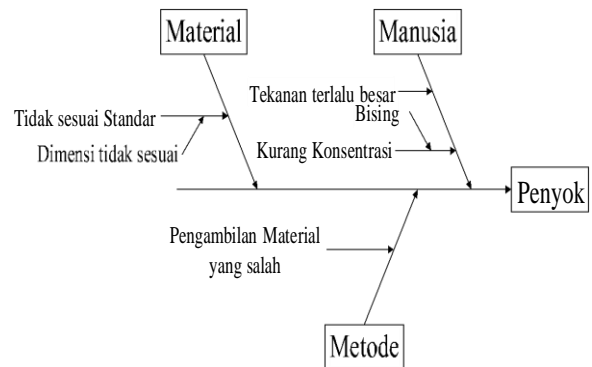 Material
Manusia
Tekanan terlalu besar
Bising
Tidak sesuai Standar
Dimensi tidak sesuai
Kurang Konsentrasi
Penyok
Pengambilan Material
yang salah
Metode